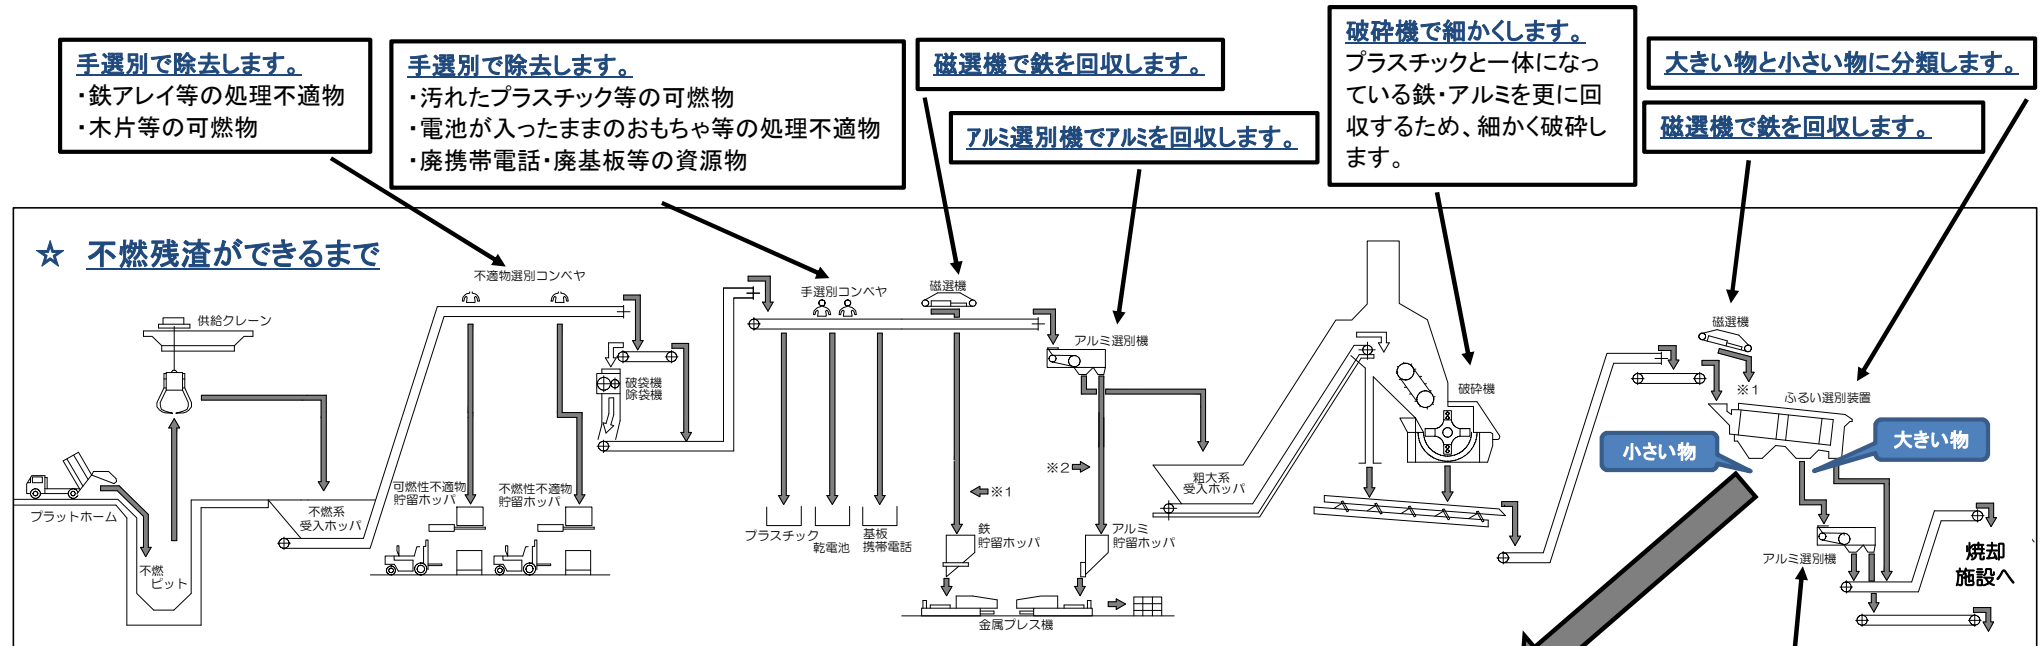 手選別で除去します。
・鉄アレイ等の処理不適物
・木片等の可燃物
手選別で除去します。
・汚れたプラスチック等の可燃物
・電池が入ったままのおもちゃ等の処理不適物
・廃携帯電話・廃基板等の資源物
磁選機で鉄を回収します。
アルミ選別機でアルミを回収します。
破砕機で細かくします。
プラスチックと一体になっ
ている鉄・アルミを更に回
収するため、細かく破砕し
ます。
大きい物と小さい物に分類します。
磁選機で鉄を回収します。
☆ 不燃残渣ができるまで
供給クレーン
プラットホーム
不燃
ピット
不燃系
受入ホッパ
不適物選別コンベヤ
可燃性不適物
貯留ホッパ
不燃性不適物
貯留ホッパ
破袋機
除袋機
手選別コンベヤ
プラスチック
乾電池
基板
携帯電話
磁選機
※1
鉄
貯留ホッパ
アルミ選別機
※2
アルミ
貯留ホッパ
金属プレス機
粗大系
受入ホッパ
破砕機
磁選機
※1
ふるい選別装置
小さい物
大きい物
アルミ選別機
焼却
施設へ